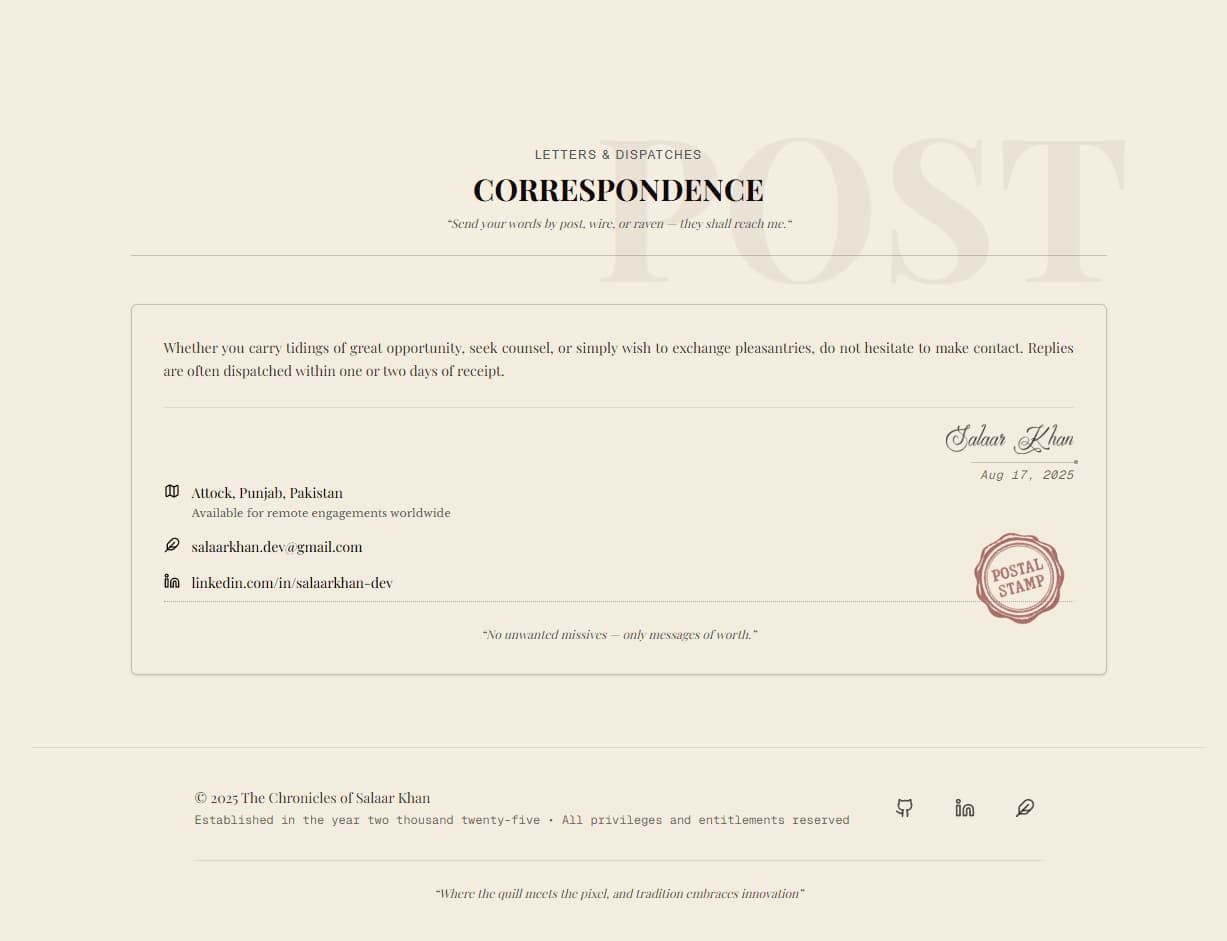 POST
LETTERS & DISPATCHES
CORRESPONDENCE
“Send your words by post, wire, or raven — they shall reach me.“
Whether you carry tidings of great opportunity, seek counsel, or simply wish to exchange pleasantries, do not hesitate to make contact. Replies
are often dispatched within one or two days of receipt.
Salaar Khan
Aug 17, 2025
Attock, Punjab, Pakistan
Available for remote engagements worldwide
salaarkhan.dev@gmail.com
linkedin.com/in/salaarkhan-dev
POSTAL
STAMP
“No unwanted missives — only messages of worth.”
© 2025 The Chronicles of Salaar Khan
Established in the year two thousand twenty-five • All privileges and entitlements reserved
“Where the quill meets the pixel, and tradition embraces innovation”